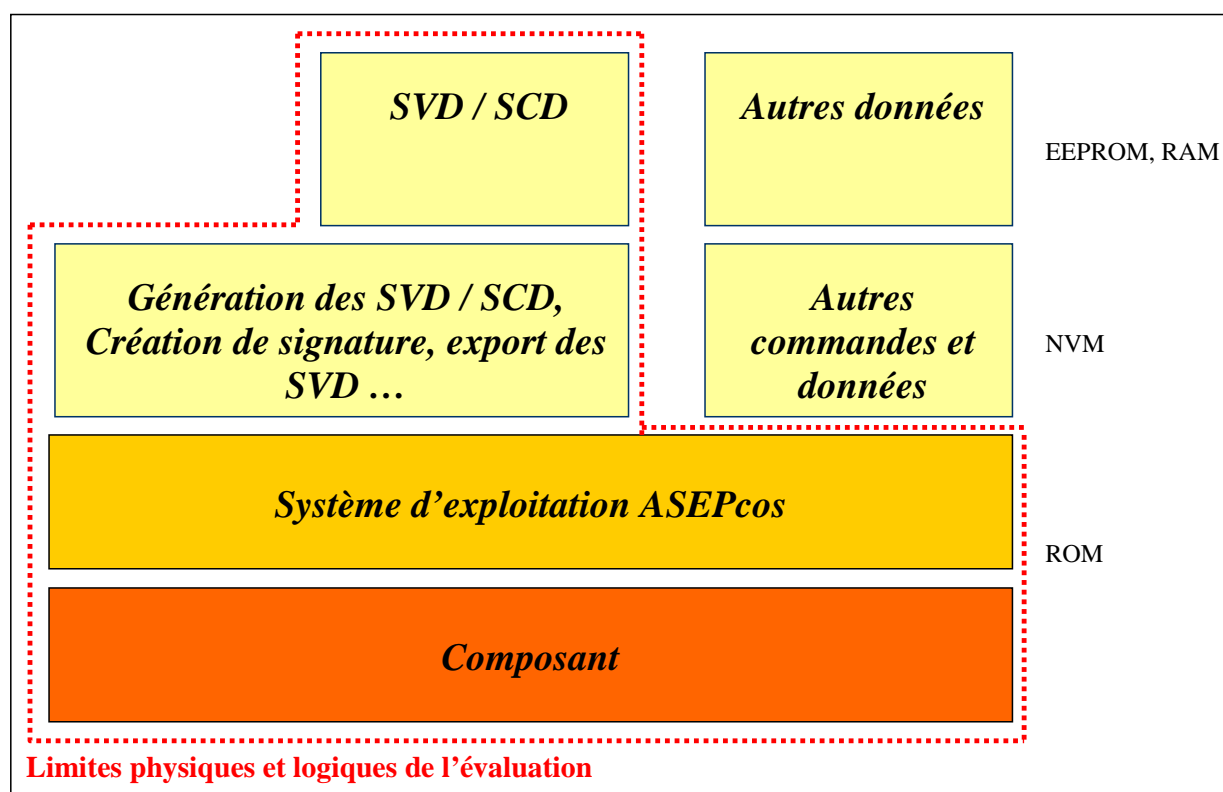 SVD / SCD
Autres données
EEPROM, RAM
Génération des SVD / SCD,
Création de signature, export des
SVD …
Autres
commandes et
données
NVM
Système d’exploitation ASEPcos
ROM
Composant
Limites physiques et logiques de l’évaluation